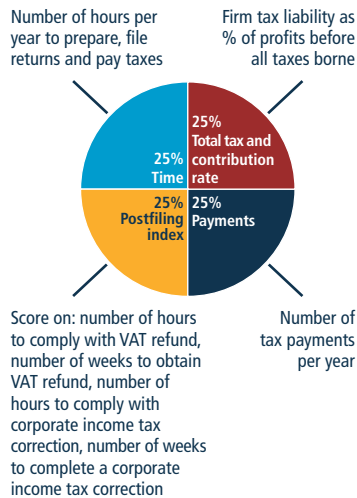 Number of hours per
year to prepare, file
returns and pay taxes
Firm tax liability as
% of profits before
all taxes borne
25%
Time
25%
Total tax and
contribution
rate
25%
Postfiling
index
25%
Payments
Score on: number of hours
to comply with VAT refund,
number of weeks to obtain
VAT refund, number of
hours to comply with
corporate income tax
correction, number of weeks
to complete a corporate
income tax correction
Number of
tax payments
per year